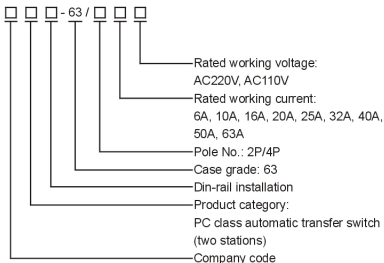 □ □ □ - 63 / □ □ □
Rated working voltage:
AC220V, AC110V
Rated working current:
6A, 10A, 16A, 20A, 25A, 32A, 40A,
50A, 63A
Pole No.: 2P/4P
Case grade: 63
Din-rail installation
Product category:
PC class automatic transfer switch
(two stations)
Company code